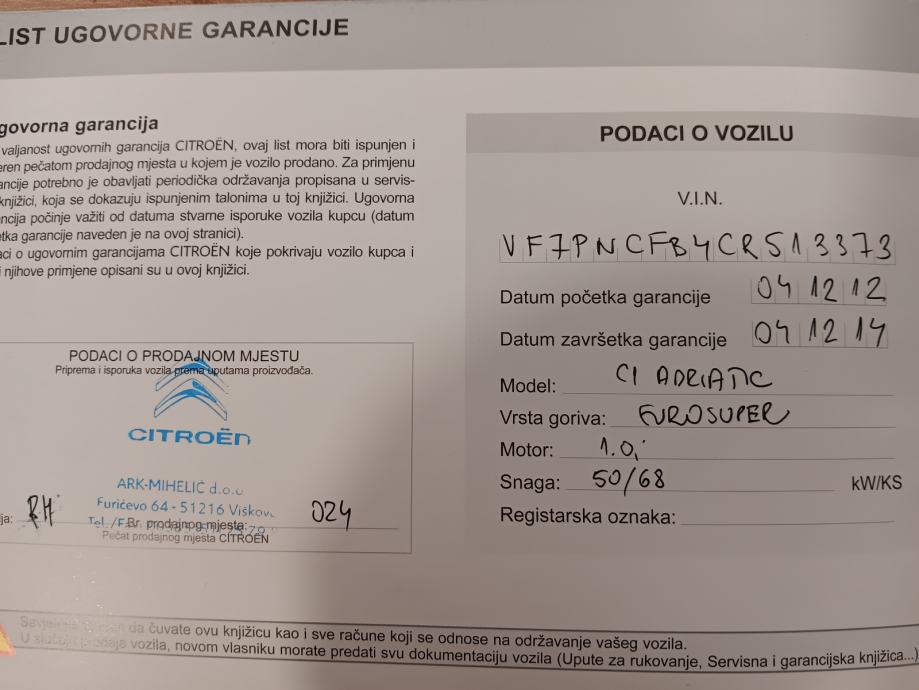 LIST UGOVORNE GARANCIJE
govorna garancija
valjanost ugovornih garancija CITROËN, ovaj list mora biti ispunjen i
eren pečatom prodajnog mjesta u kojem je vozilo prodano. Za primjenu
ancije potrebno je obavljati periodička održavanja propisana u servis-
knjižici, koja se dokazuju ispunjenim talonima u toj knjižici. Ugovorna
ncija počinje važiti od datuma stvarne isporuke vozila kupcu (datum
etka garancije naveden je na ovoj stranici).
aci o ugovornim garancijama CITROËN koje pokrivaju vozilo kupca i
i njihove primjene opisani su u ovoj knjižici.
PODACI O PRODAJNOM MJESTU
Priprema i isporuka vozila prema uputama proizvođača.
CITROËN
ARK-MIHELIĆ d.o.o
Furićevo 64 - 51216 Viškovo
lja: RH Tel./F Br. prodajnog mjesta: 024
Pečat prodajnog mjesta CITROËN
PODACI O VOZILU
V.I.N.
VF7PNCFB4CR513373
Datum početka garancije 04 12 12
Datum završetka garancije 04 12 14
Model: C1 ADRIATIC
Vrsta goriva: EUROSUPER
Motor: 1.0i
Snaga: 50/68 kW/KS
Registarska oznaka:
da čuvate ovu knjižicu kao i sve račune koji se odnose na održavanje vašeg vozila.
U slučaju prodaje vozila, novom vlasniku morate predati svu dokumentaciju vozila (Upute za rukovanje, Servisna i garancijska knjižica...)